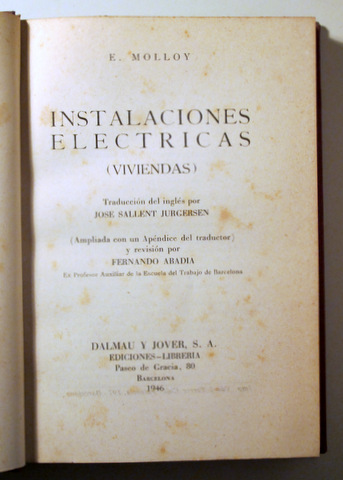 E. MOLLOY
INSTALACIONES
ELECTRICAS
(VIVIENDAS)
Traducción del inglés por
JOSE SALLENT JURGERSEN
(Ampliada con un Apéndice del traductor)
y revisión por
FERNANDO ABADIA
Ex Profesor Auxiliar de la Escuela del Trabajo de Barcelona
DALMAU Y JOVER, S. A.
EDICIONES-LIBRERIA
Paseo de Gracia, 80
BARCELONA
1946